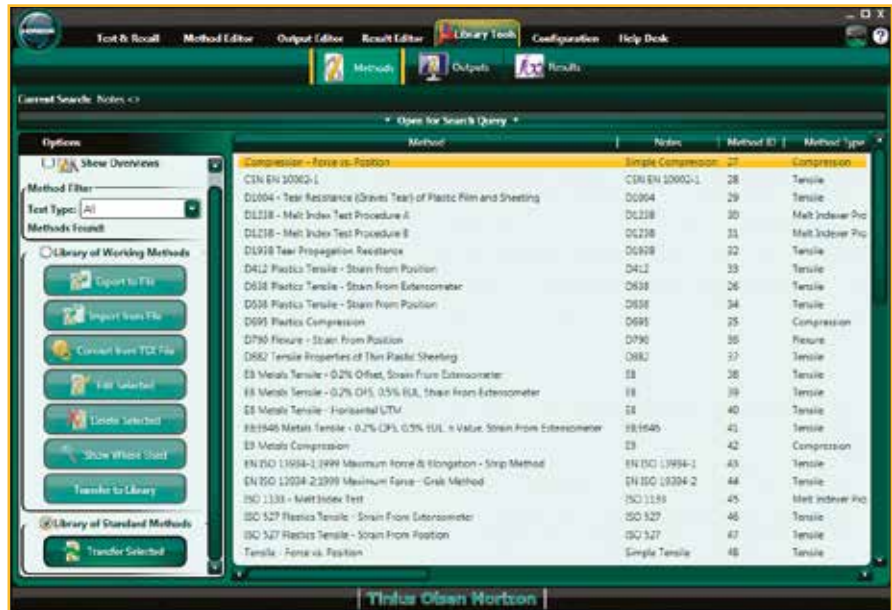 HORIZON
Test & Recall Method Editor Output Editor Result Editor Library Tools Configuration Help Desk
Methods Outputs f(x) Results
Current Search: Notes <>
Open for Search Query
Options Method Notes Method ID Method Type
Show Overviews
Method Filter
Test Type: All
Methods Found:
Library of Working Methods
Export to File
Import from File
Convert from TCX File
Edit Selected
Delete Selected
Show Where Used
Transfer to Library
Library of Standard Methods
Transfer Selected
Compression - Force vs. Position Simple Compression 27 Compression
CSN EN 10002-1 CSN EN 10002-1 28 Tensile
D1004 - Tear Resistance (Graves Tear) of Plastic Film and Sheeting D1004 29 Tensile
D1238 - Melt Index Test Procedure A D1238 30 Melt Indexer Pro
D1238 - Melt Index Test Procedure B D1238 31 Melt Indexer Pro
D1938 Tear Propagation Resistance D1938 32 Tensile
D412 Plastics Tensile - Strain From Position D412 33 Tensile
D638 Plastics Tensile - Strain From Extensometer D638 26 Tensile
D638 Plastics Tensile - Strain From Position D638 34 Tensile
D695 Plastics Compression D695 25 Compression
D790 Flexure - Strain From Position D790 36 Flexure
D882 Tensile Properties of Thin Plastic Sheeting D882 37 Tensile
E8 Metals Tensile - 0.2% Offset, Strain From Extensometer E8 38 Tensile
E8 Metals Tensile - 0.2% OFS, 0.5% EUL, Strain From Extensometer E8 39 Tensile
E8 Metals Tensile - Horizontal UTM E8 40 Tensile
E8;E646 Metals Tensile - 0.2% OFS, 0.5% EUL, n Value, Strain From Extensometer E8;E646 41 Tensile
E9 Metals Compression E9 42 Compression
EN ISO 13934-1:1999 Maximum Force & Elongation - Strip Method EN ISO 13934-1 43 Tensile
EN ISO 13934-2:1999 Maximum Force - Grab Method EN ISO 13934-2 44 Tensile
ISO 1133 - Melt Index Test ISO 1133 45 Melt Indexer Pro
ISO 527 Plastics Tensile - Strain From Extensometer ISO 527 46 Tensile
ISO 527 Plastics Tensile - Strain From Position ISO 527 47 Tensile
Tensile - Force vs. Position Simple Tensile 48 Tensile
Tinius Olsen Horizon